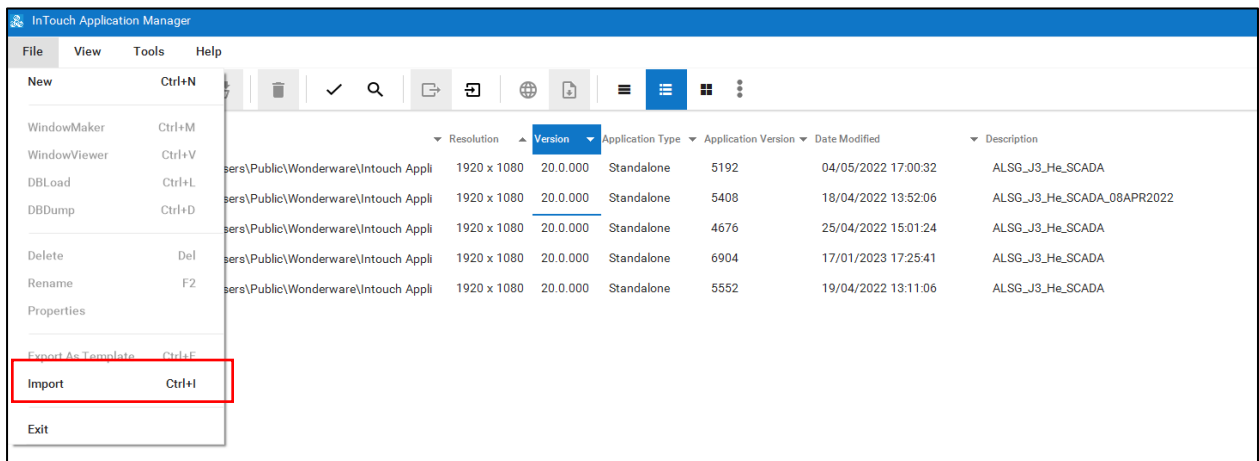 InTouch Application Manager
File View Tools Help
New Ctrl+N
WindowMaker Ctrl+M
WindowViewer Ctrl+V
DBLoad Ctrl+L
DBDump Ctrl+D
Delete Del
Rename F2
Properties
Export As Template Ctrl+E
Import Ctrl+I
Exit
Resolution Version Application Type Application Version Date Modified Description
sers\Public\Wonderware\Intouch Appli 1920 x 1080 20.0.000 Standalone 5192 04/05/2022 17:00:32 ALSG_J3_He_SCADA
sers\Public\Wonderware\Intouch Appli 1920 x 1080 20.0.000 Standalone 5408 18/04/2022 13:52:06 ALSG_J3_He_SCADA_08APR2022
sers\Public\Wonderware\Intouch Appli 1920 x 1080 20.0.000 Standalone 4676 25/04/2022 15:01:24 ALSG_J3_He_SCADA
sers\Public\Wonderware\Intouch Appli 1920 x 1080 20.0.000 Standalone 6904 17/01/2023 17:25:41 ALSG_J3_He_SCADA
sers\Public\Wonderware\Intouch Appli 1920 x 1080 20.0.000 Standalone 5552 19/04/2022 13:11:06 ALSG_J3_He_SCADA